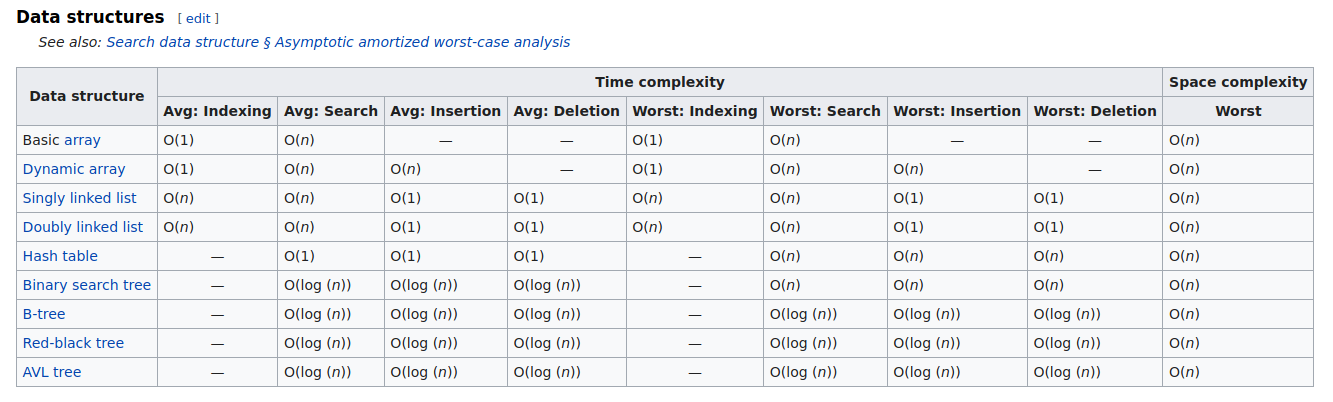 Data structures [ edit ]
See also: Search data structure § Asymptotic amortized worst-case analysis
Data structure Time complexity Space complexity
Avg: Indexing Avg: Search Avg: Insertion Avg: Deletion Worst: Indexing Worst: Search Worst: Insertion Worst: Deletion Worst
Basic array O(1) O(n) — — O(1) O(n) — — O(n)
Dynamic array O(1) O(n) O(n) — O(1) O(n) O(n) — O(n)
Singly linked list O(n) O(n) O(1) O(1) O(n) O(n) O(1) O(1) O(n)
Doubly linked list O(n) O(n) O(1) O(1) O(n) O(n) O(1) O(1) O(n)
Hash table — O(1) O(1) O(1) — O(n) O(n) O(n) O(n)
Binary search tree — O(log (n)) O(log (n)) O(log (n)) — O(n) O(n) O(n) O(n)
B-tree — O(log (n)) O(log (n)) O(log (n)) — O(log (n)) O(log (n)) O(log (n)) O(n)
Red-black tree — O(log (n)) O(log (n)) O(log (n)) — O(log (n)) O(log (n)) O(log (n)) O(n)
AVL tree — O(log (n)) O(log (n)) O(log (n)) — O(log (n)) O(log (n)) O(log (n)) O(n)